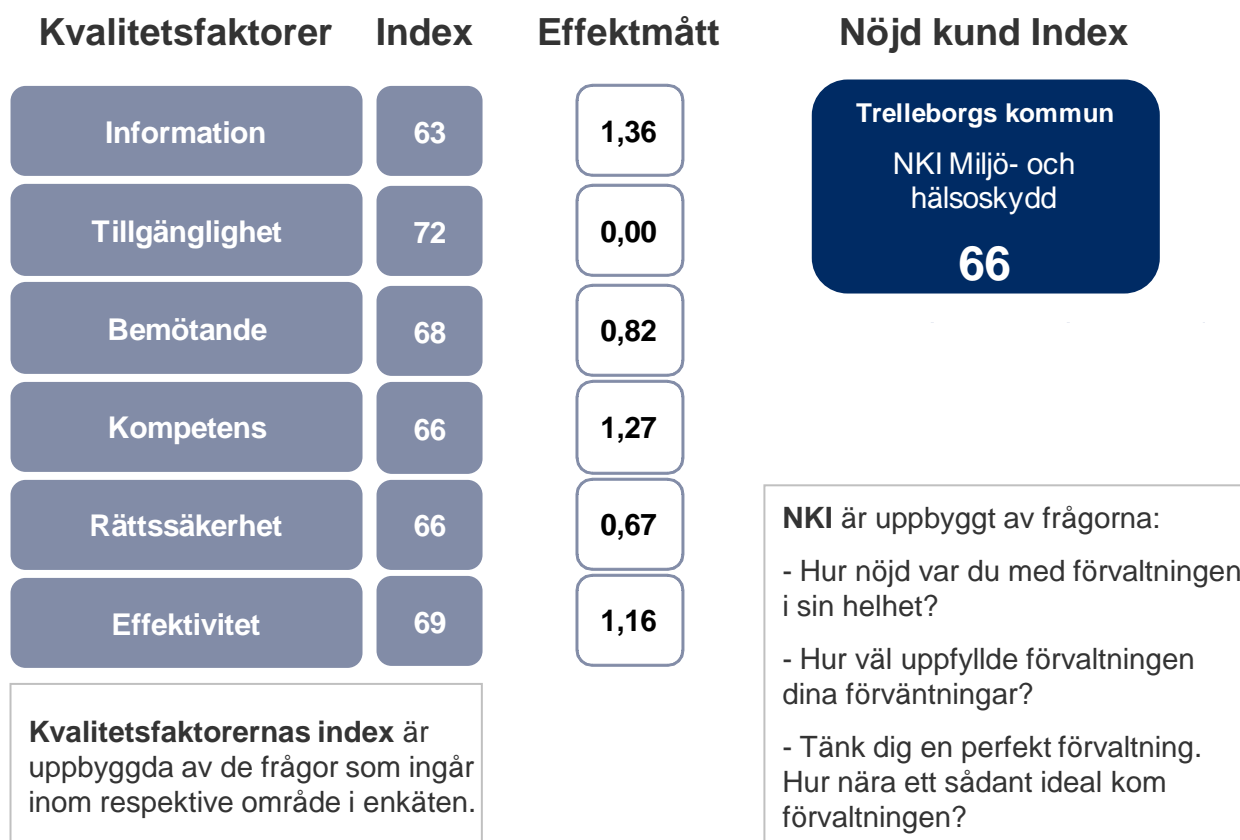 Kvalitetsfaktorer Index Effektmått Nöjd kund Index
Information 63 1,36
Tillgänglighet 72 0,00
Bemötande 68 0,82
Kompetens 66 1,27
Rättssäkerhet 66 0,67
Effektivitet 69 1,16
Trelleborgs kommun
NKI Miljö- och
hälsoskydd
66
Kvalitetsfaktorernas index är
uppbyggda av de frågor som ingår
inom respektive område i enkäten.
NKI är uppbyggt av frågorna:
- Hur nöjd var du med förvaltningen
i sin helhet?
- Hur väl uppfyllde förvaltningen
dina förväntningar?
- Tänk dig en perfekt förvaltning.
Hur nära ett sådant ideal kom
förvaltningen?